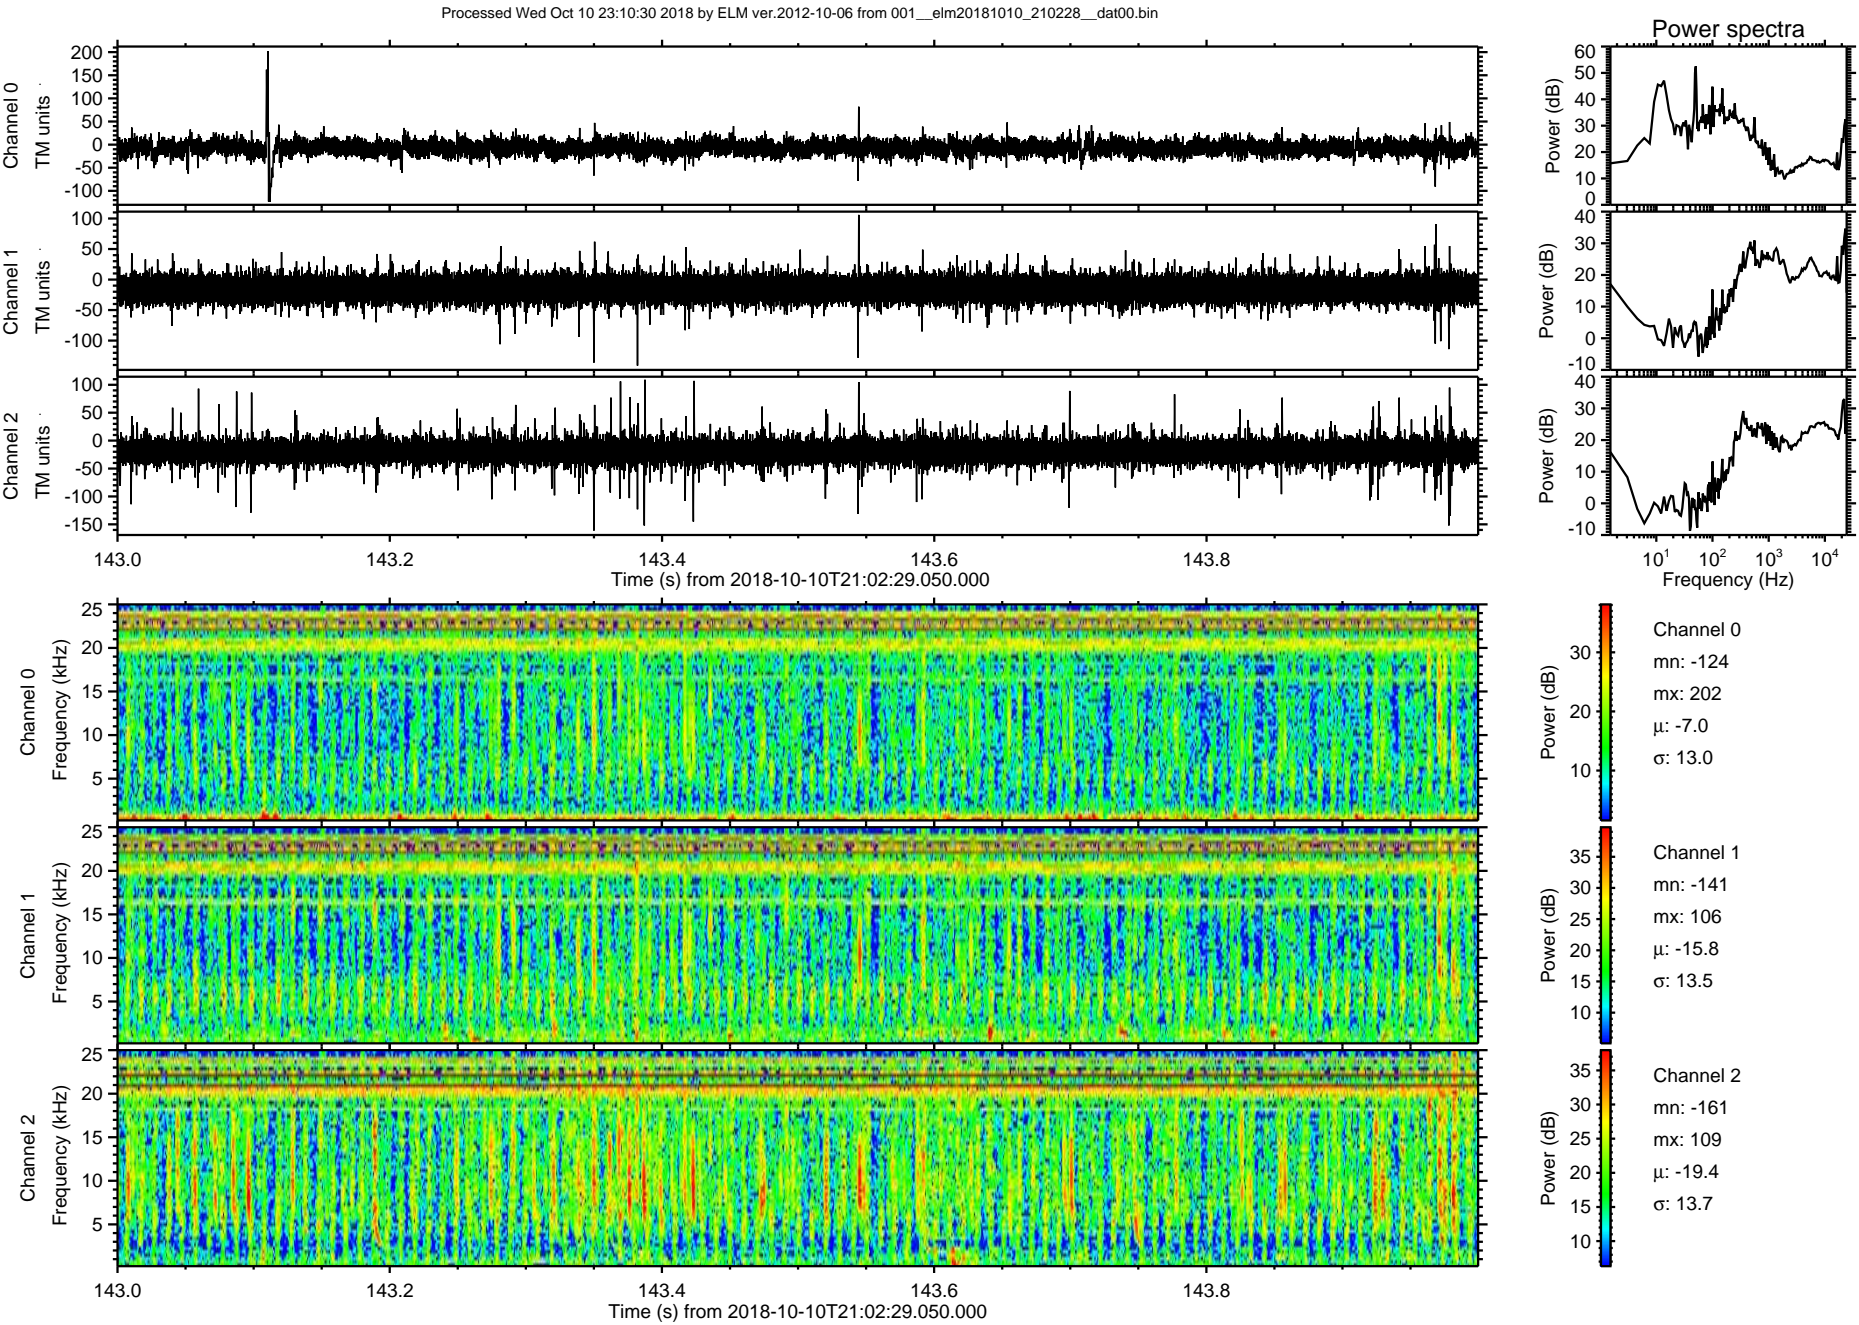 Processed Wed Oct 10 23:10:30 2018 by ELM ver.2012-10-06 from 001__elm20181010_210228__dat00.bin
Power spectra
Channel 0
TM units
200
100
50
0
-50
-100
Power (dB)
60
50
40
30
20
10
0
Channel 1
TM units
100
50
0
-50
-100
Power (dB)
40
30
20
10
0
-10
Channel 2
TM units
100
50
0
-50
-100
-150
Power (dB)
40
30
20
10
0
-10
143.0 143.2 143.4 143.6 143.8
Time (s) from 2018-10-10T21:02:29.050.000
10¹ 10² 10³ 10⁴
Frequency (Hz)
Channel 0
Frequency (kHz)
25
20
15
10
5
Power (dB)
30
20
10
Channel 0
mn: -124
mx: 202
μ: -7.0
σ: 13.0
Channel 1
Frequency (kHz)
25
20
15
10
5
Power (dB)
35
30
25
20
15
10
Channel 1
mn: -141
mx: 106
μ: -15.8
σ: 13.5
Channel 2
Frequency (kHz)
25
20
15
10
5
Power (dB)
35
30
25
20
15
10
Channel 2
mn: -161
mx: 109
μ: -19.4
σ: 13.7
143.0 143.2 143.4 143.6 143.8
Time (s) from 2018-10-10T21:02:29.050.000